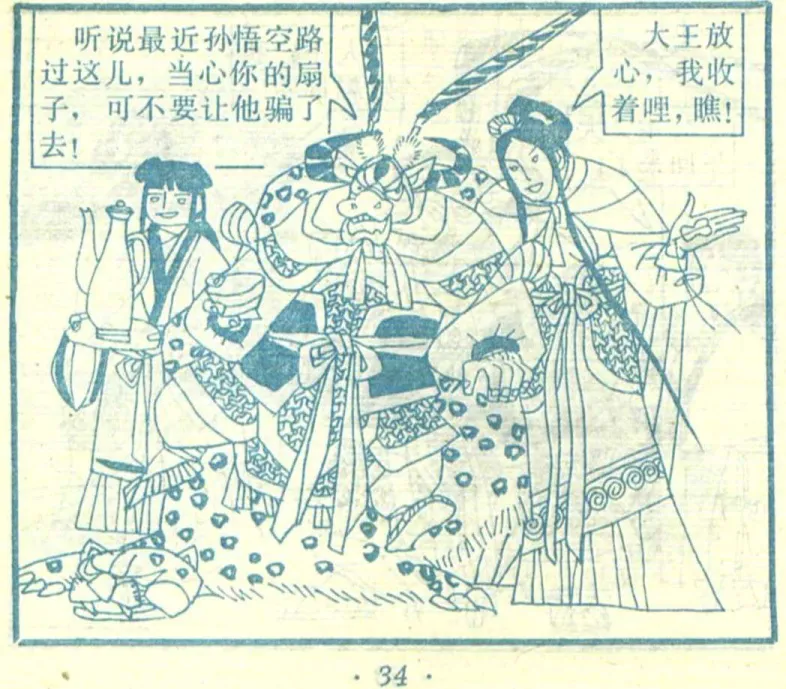 听说最近孙悟空路
过这儿，当心你的扇
子，可不要让他骗了
去！
大王放
心，我收
着哩，瞧！
· 34 ·